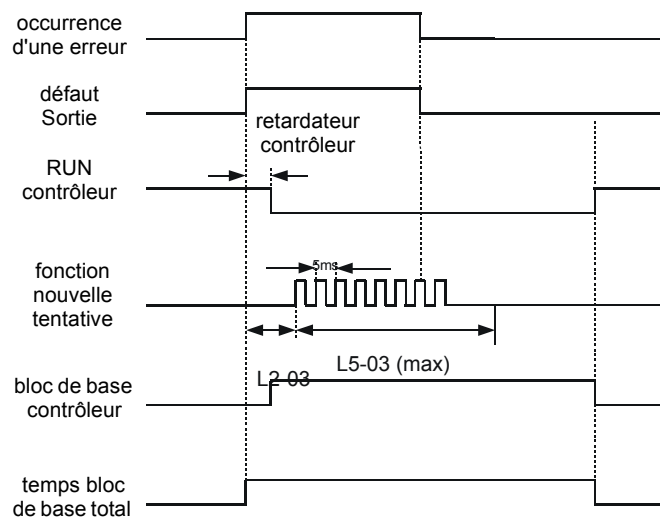 occurrence
d'une erreur
défaut
Sortie
retardateur
contrôleur
RUN
contrôleur
5ms
fonction
nouvelle
tentative
L2-03
L5-03 (max)
bloc de base
contrôleur
temps bloc
de base total